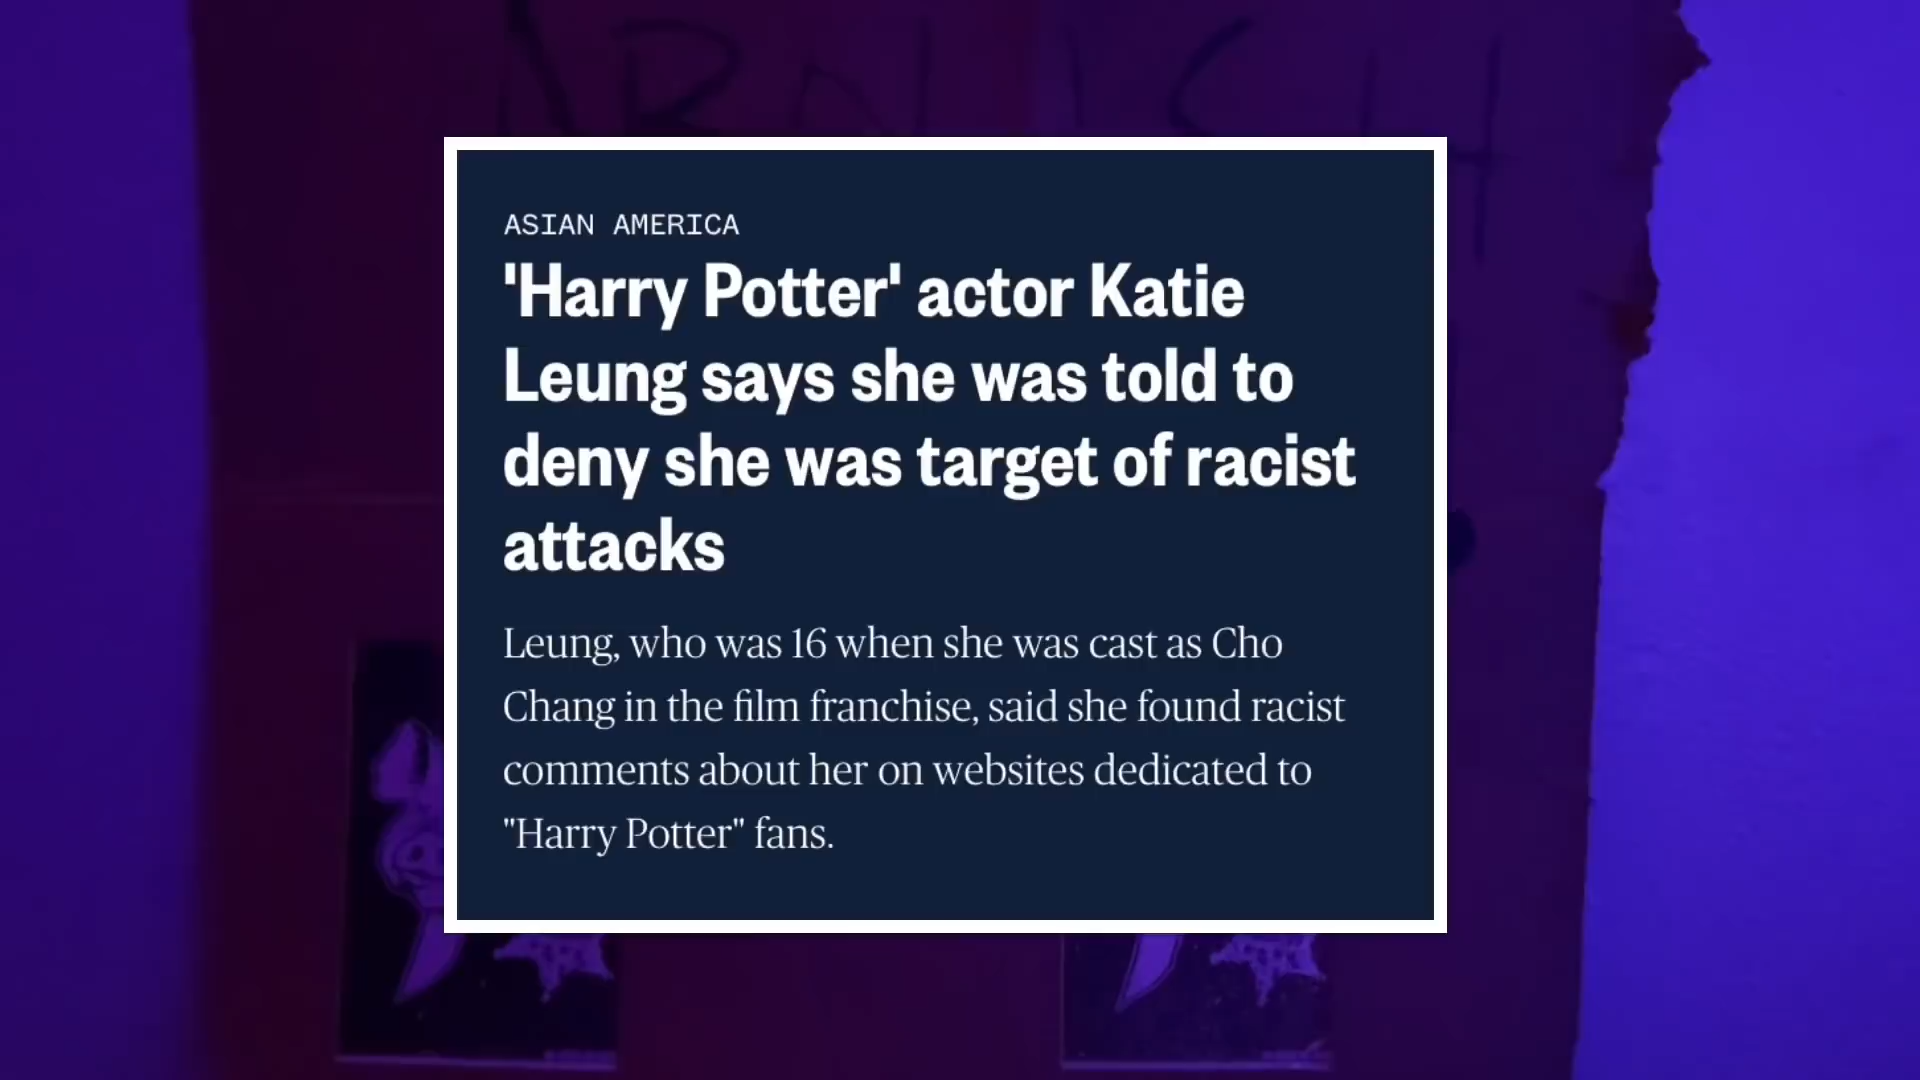 ASIAN AMERICA
'Harry Potter' actor Katie
Leung says she was told to
deny she was target of racist
attacks
Leung, who was 16 when she was cast as Cho
Chang in the film franchise, said she found racist
comments about her on websites dedicated to
"Harry Potter" fans.